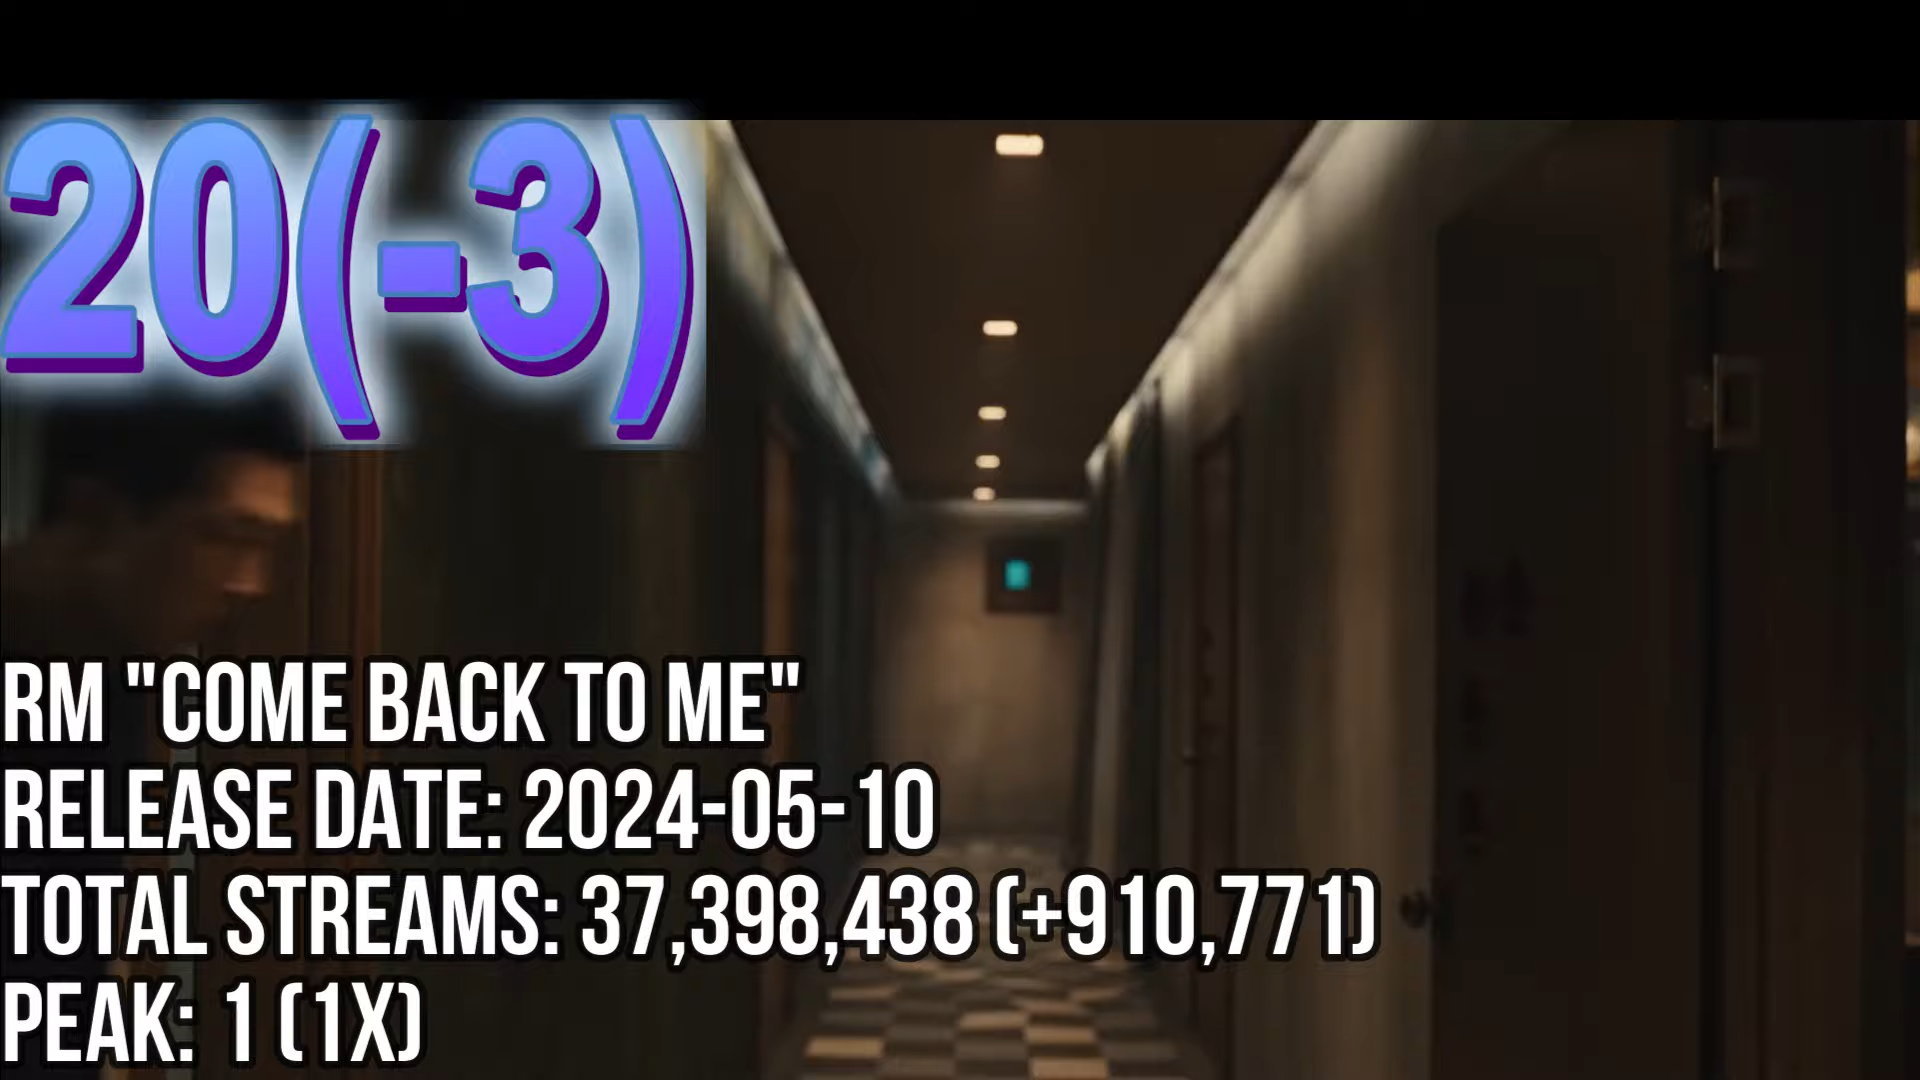 20(-3)
RM "COME BACK TO ME"
RELEASE DATE: 2024-05-10
TOTAL STREAMS: 37,398,438 (+910,771)
PEAK: 1 (1X)